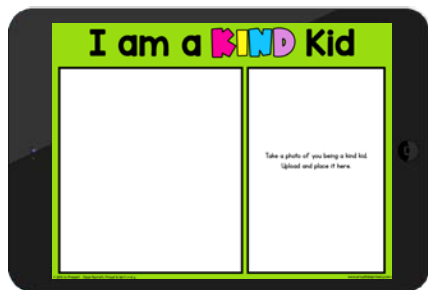 I am a KIND Kid
Take a photo of you being a kind kid.
Upload and place it here.